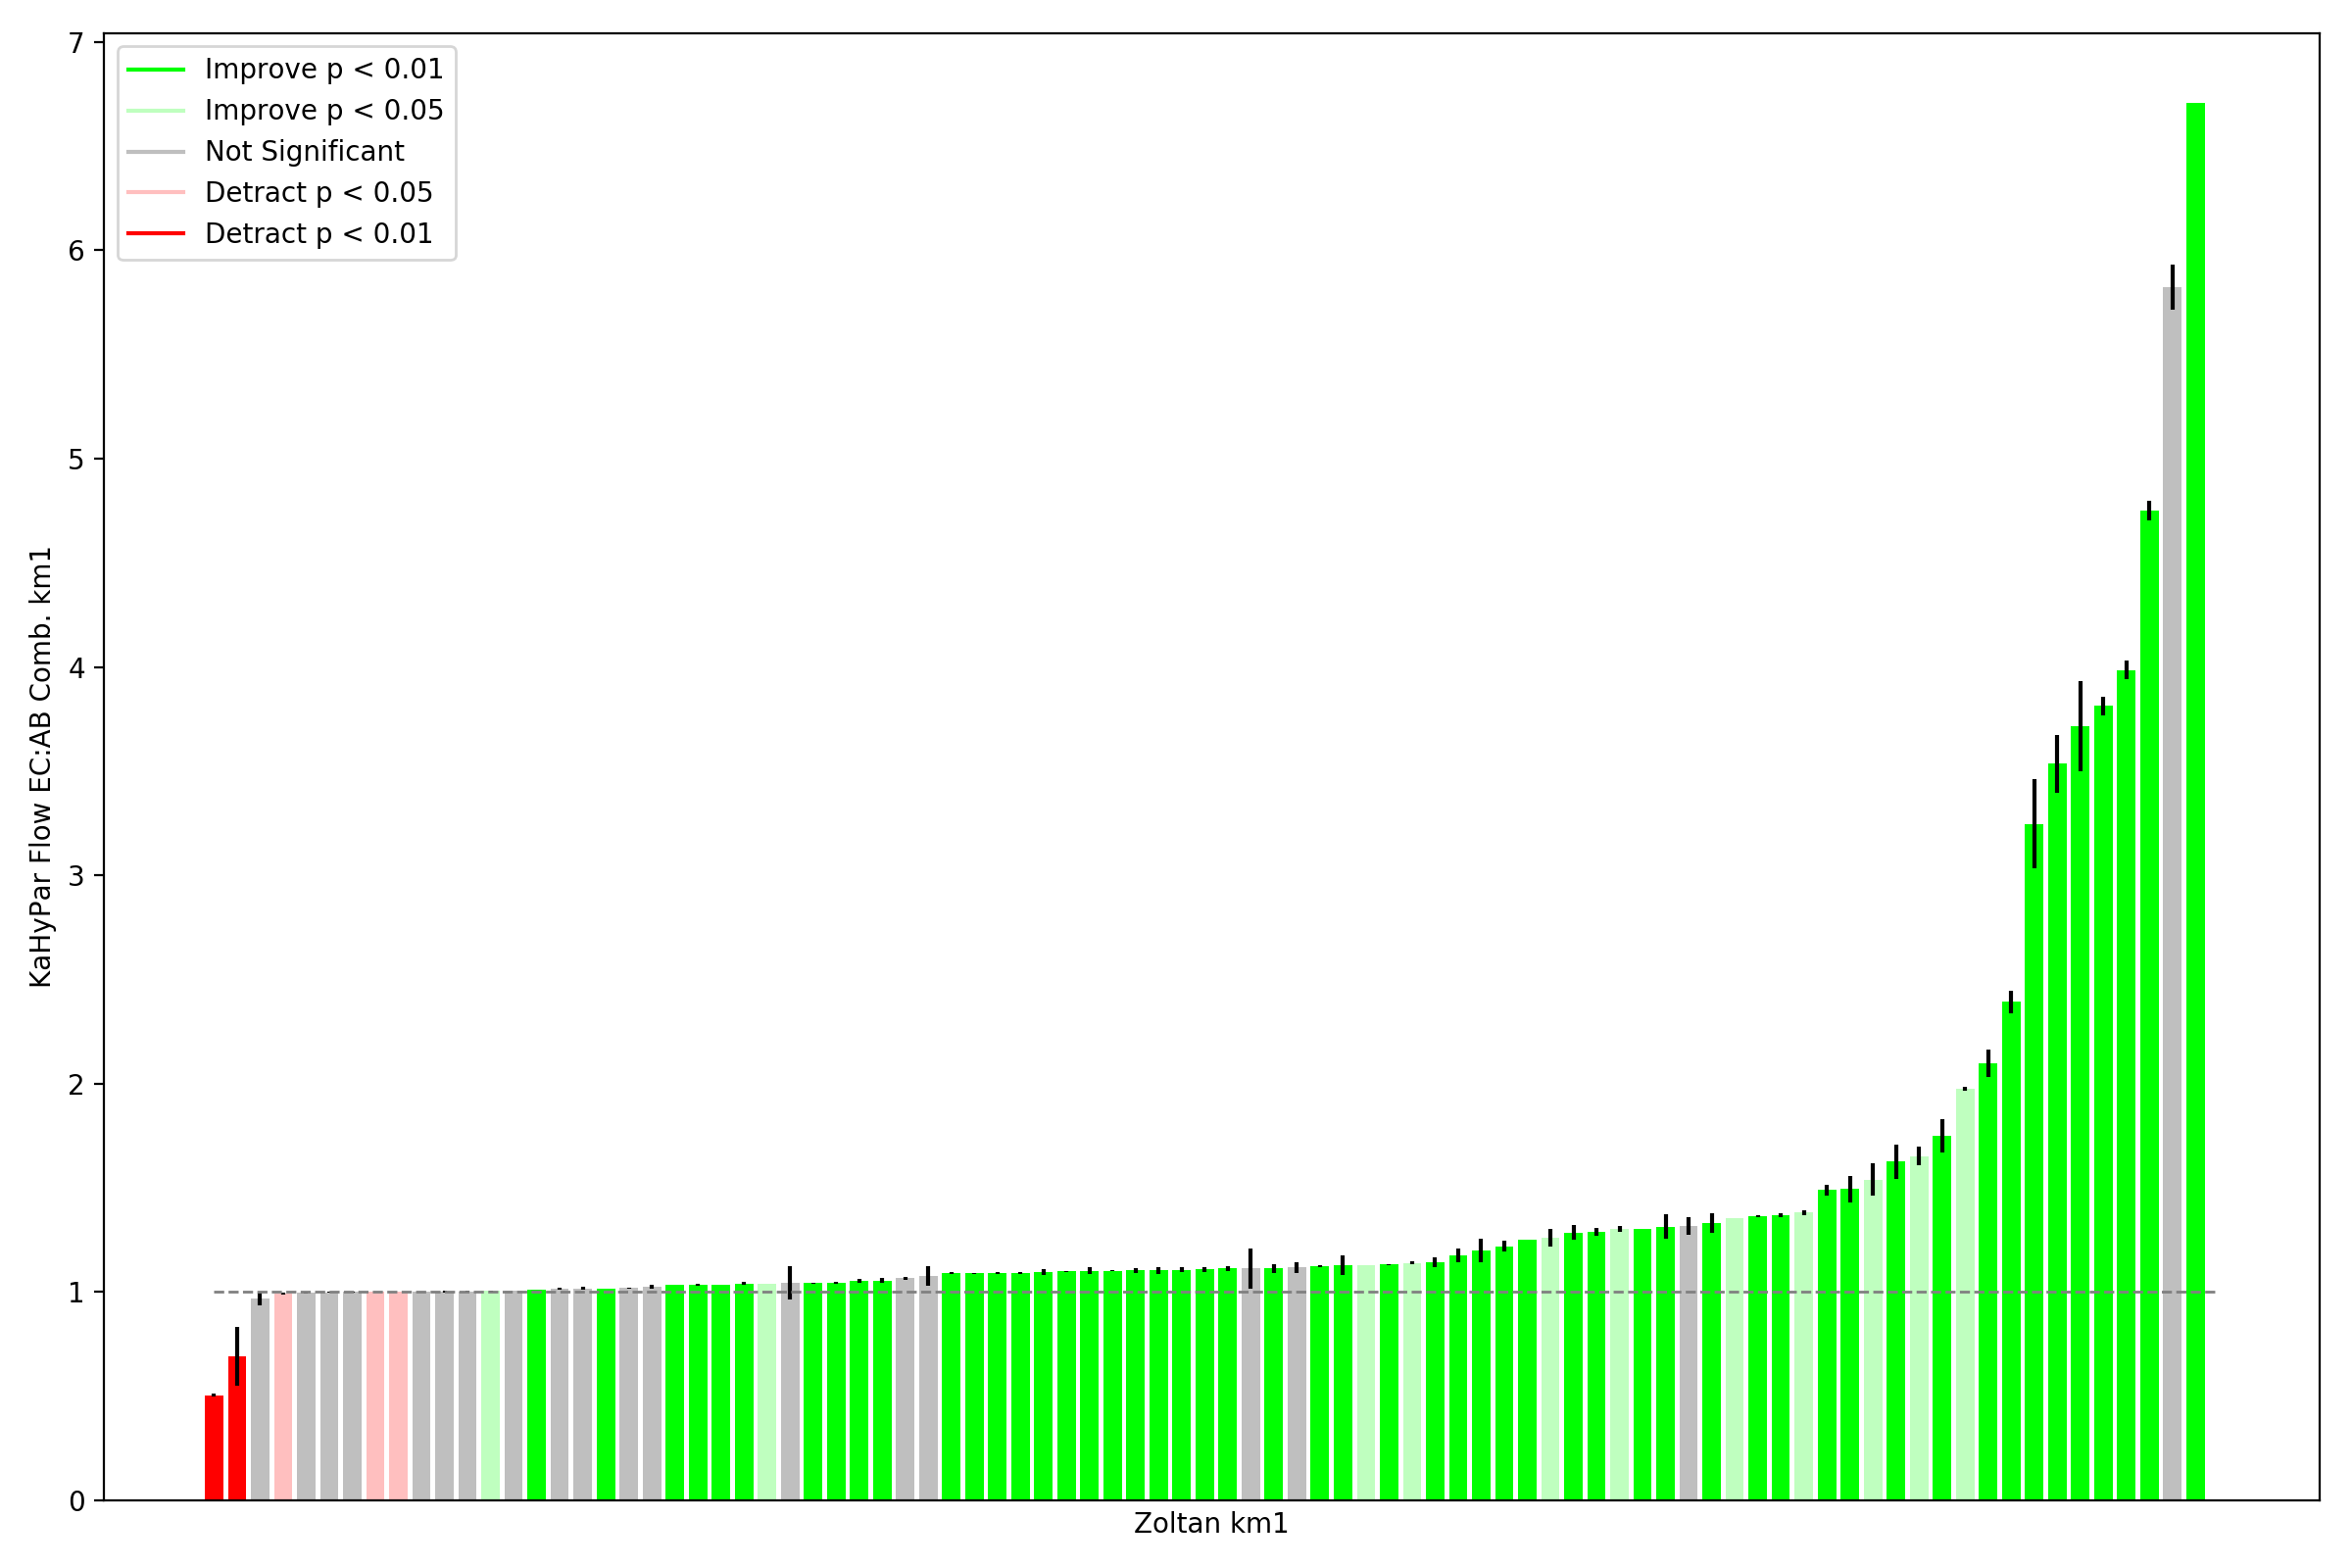 7
6
5
4
3
2
1
0
KaHyPar Flow EC:AB Comb. km1
Improve p < 0.01
Improve p < 0.05
Not Significant
Detract p < 0.05
Detract p < 0.01
Zoltan km1